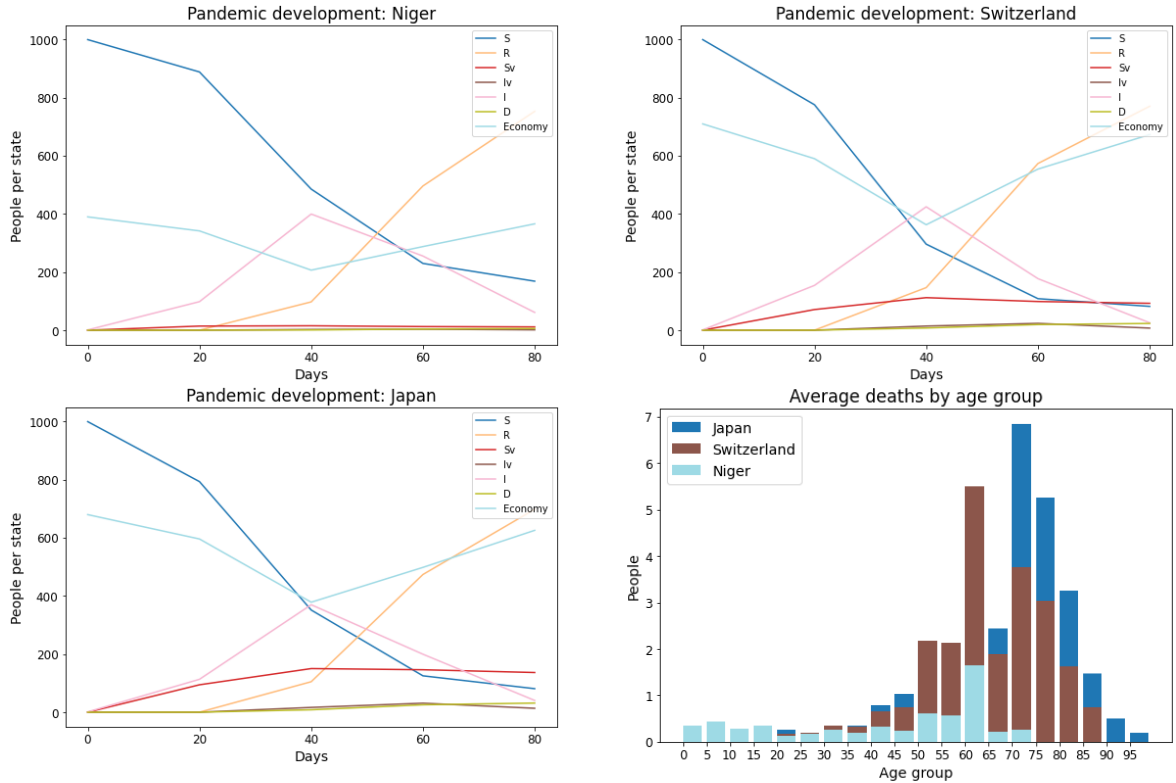 Pandemic development: Niger
People per state
1000
800
600
400
200
0
S
R
Sv
Iv
I
D
Economy
0 20 40 60 80
Days
Pandemic development: Switzerland
People per state
1000
800
600
400
200
0
S
R
Sv
Iv
I
D
Economy
0 20 40 60 80
Days
Pandemic development: Japan
People per state
1000
800
600
400
200
0
S
R
Sv
Iv
I
D
Economy
0 20 40 60 80
Days
Average deaths by age group
People
7
6
5
4
3
2
1
0
Japan
Switzerland
Niger
0 5 10 15 20 25 30 35 40 45 50 55 60 65 70 75 80 85 90 95
Age group